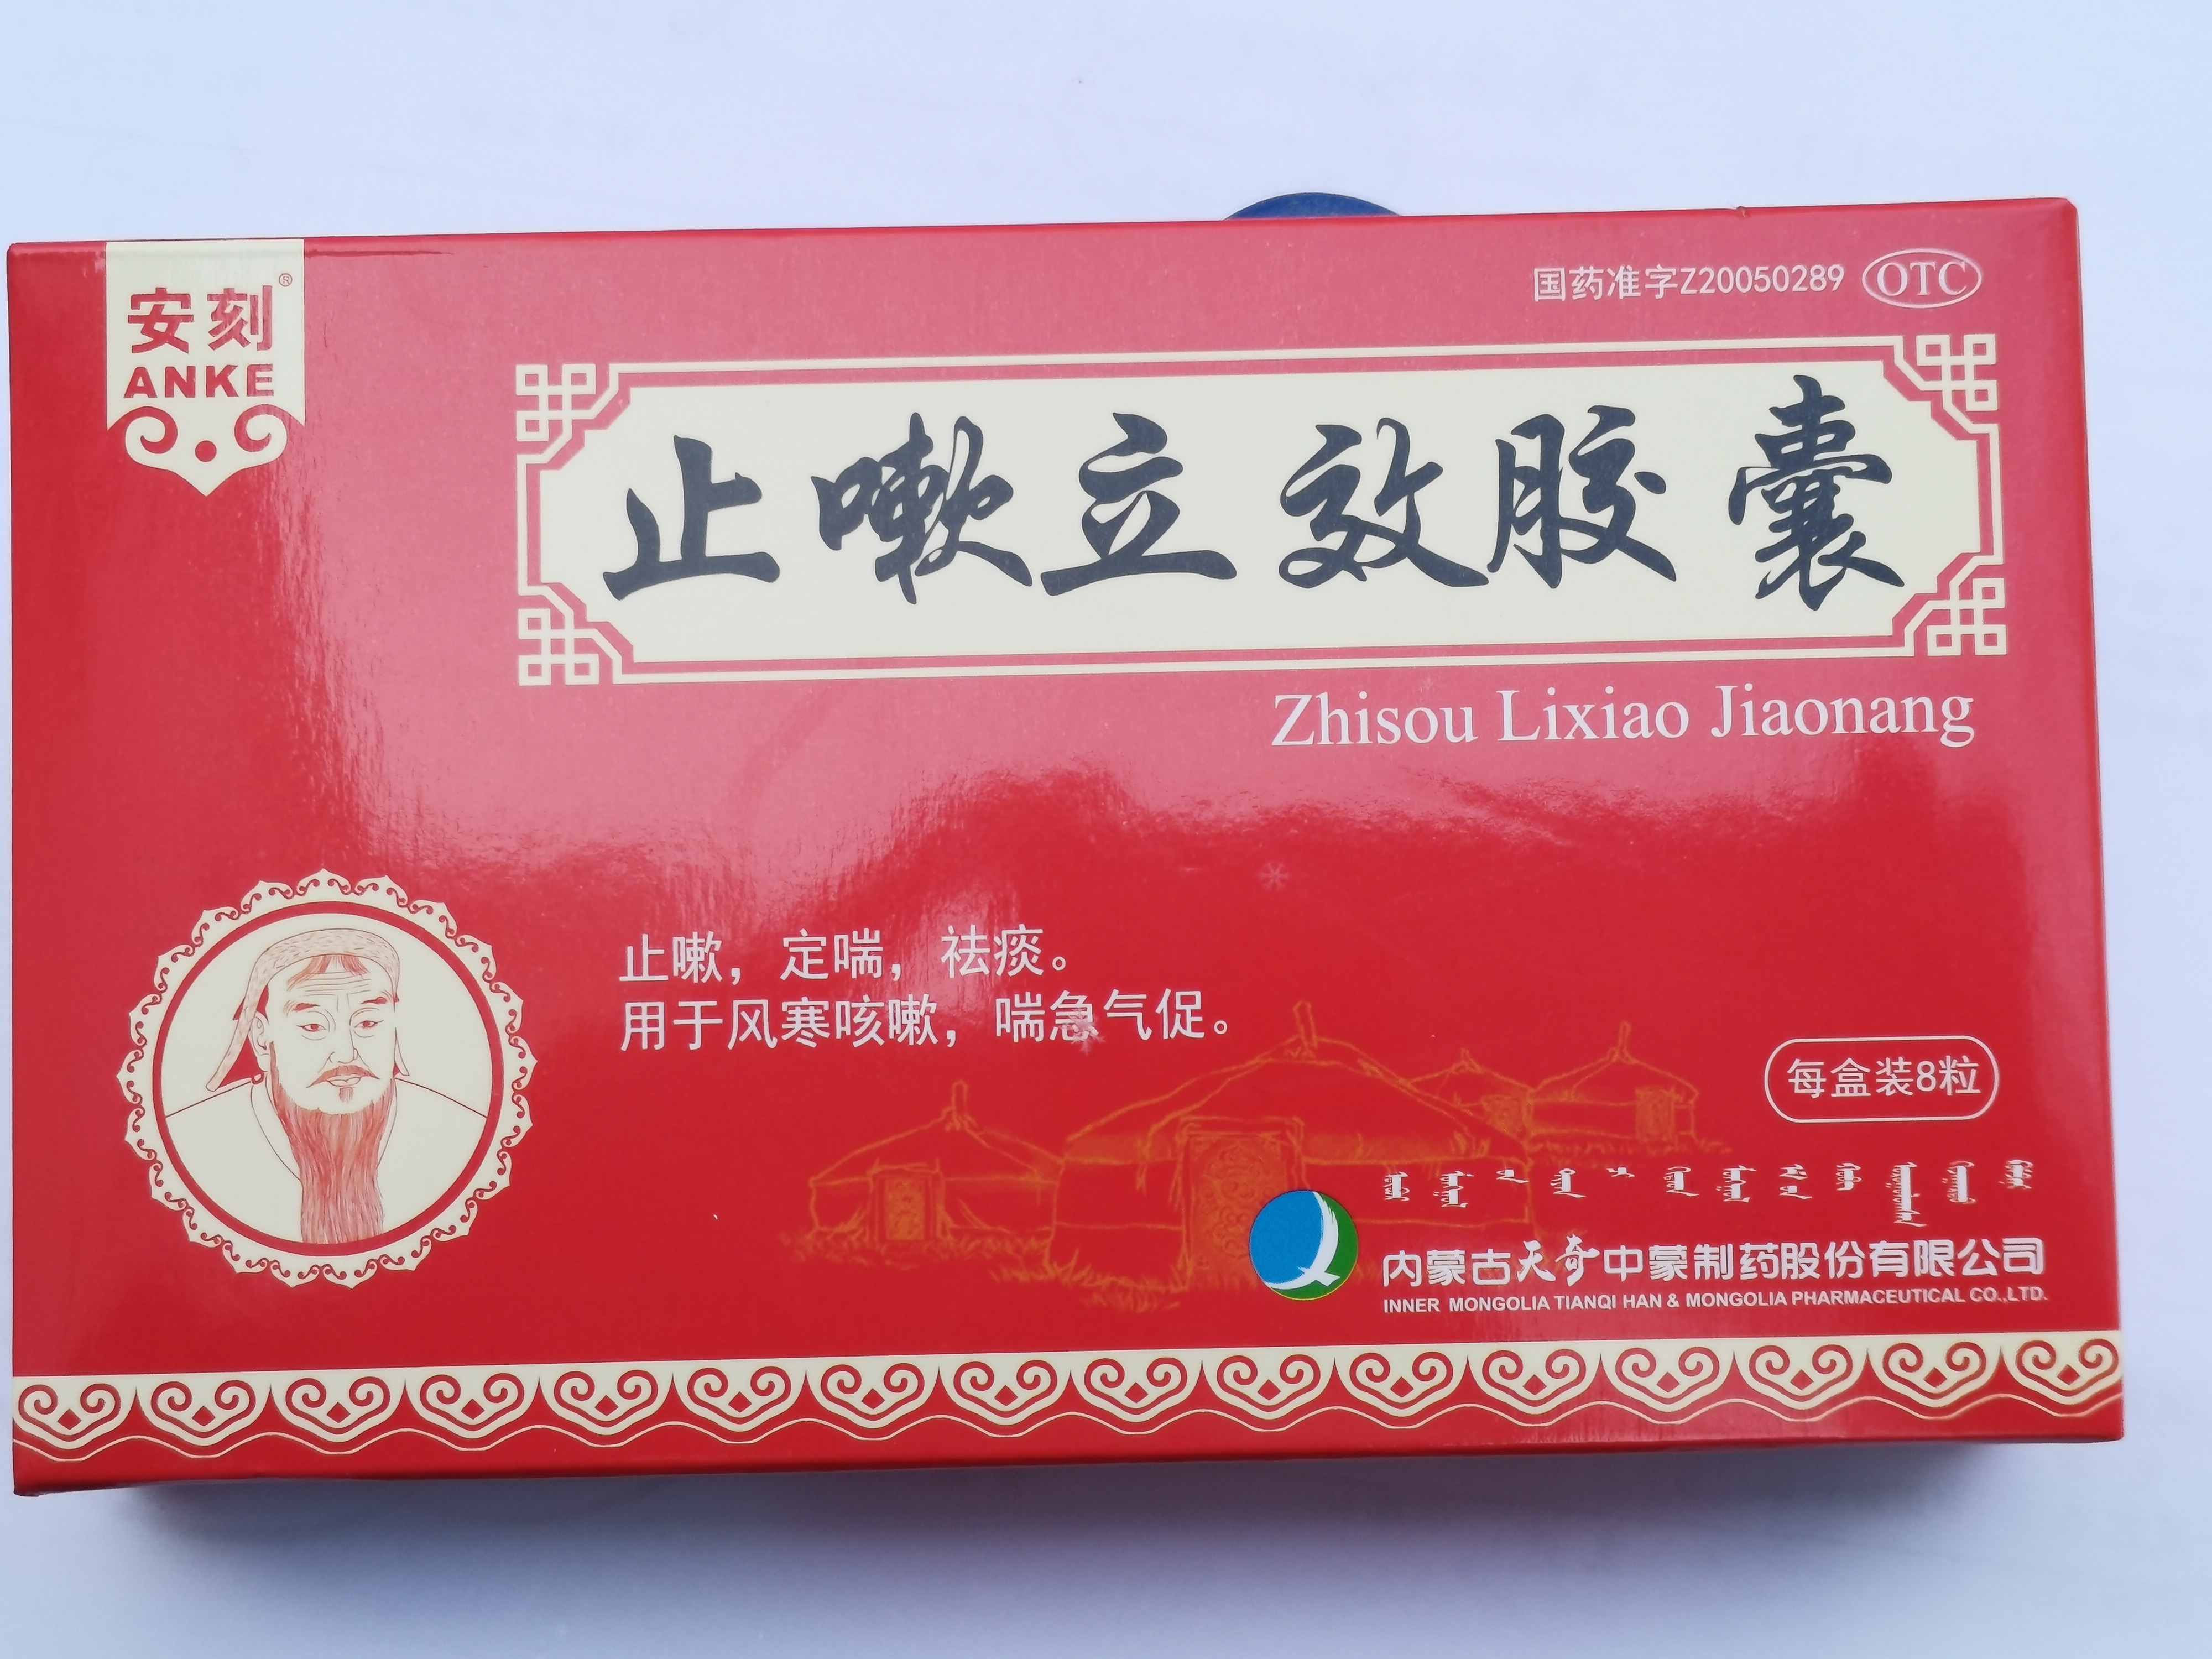 安刻®
ANKE
国药准字Z20050289 OTC
止嗽立效胶囊
Zhisou Lixiao Jiaonang
止嗽，定喘，祛痰。
用于风寒咳嗽，喘急气促。
每盒装8粒
内蒙古天奇中蒙制药股份有限公司
INNER MONGOLIA TIANQI HAN & MONGOLIA PHARMACEUTICAL CO.,LTD.